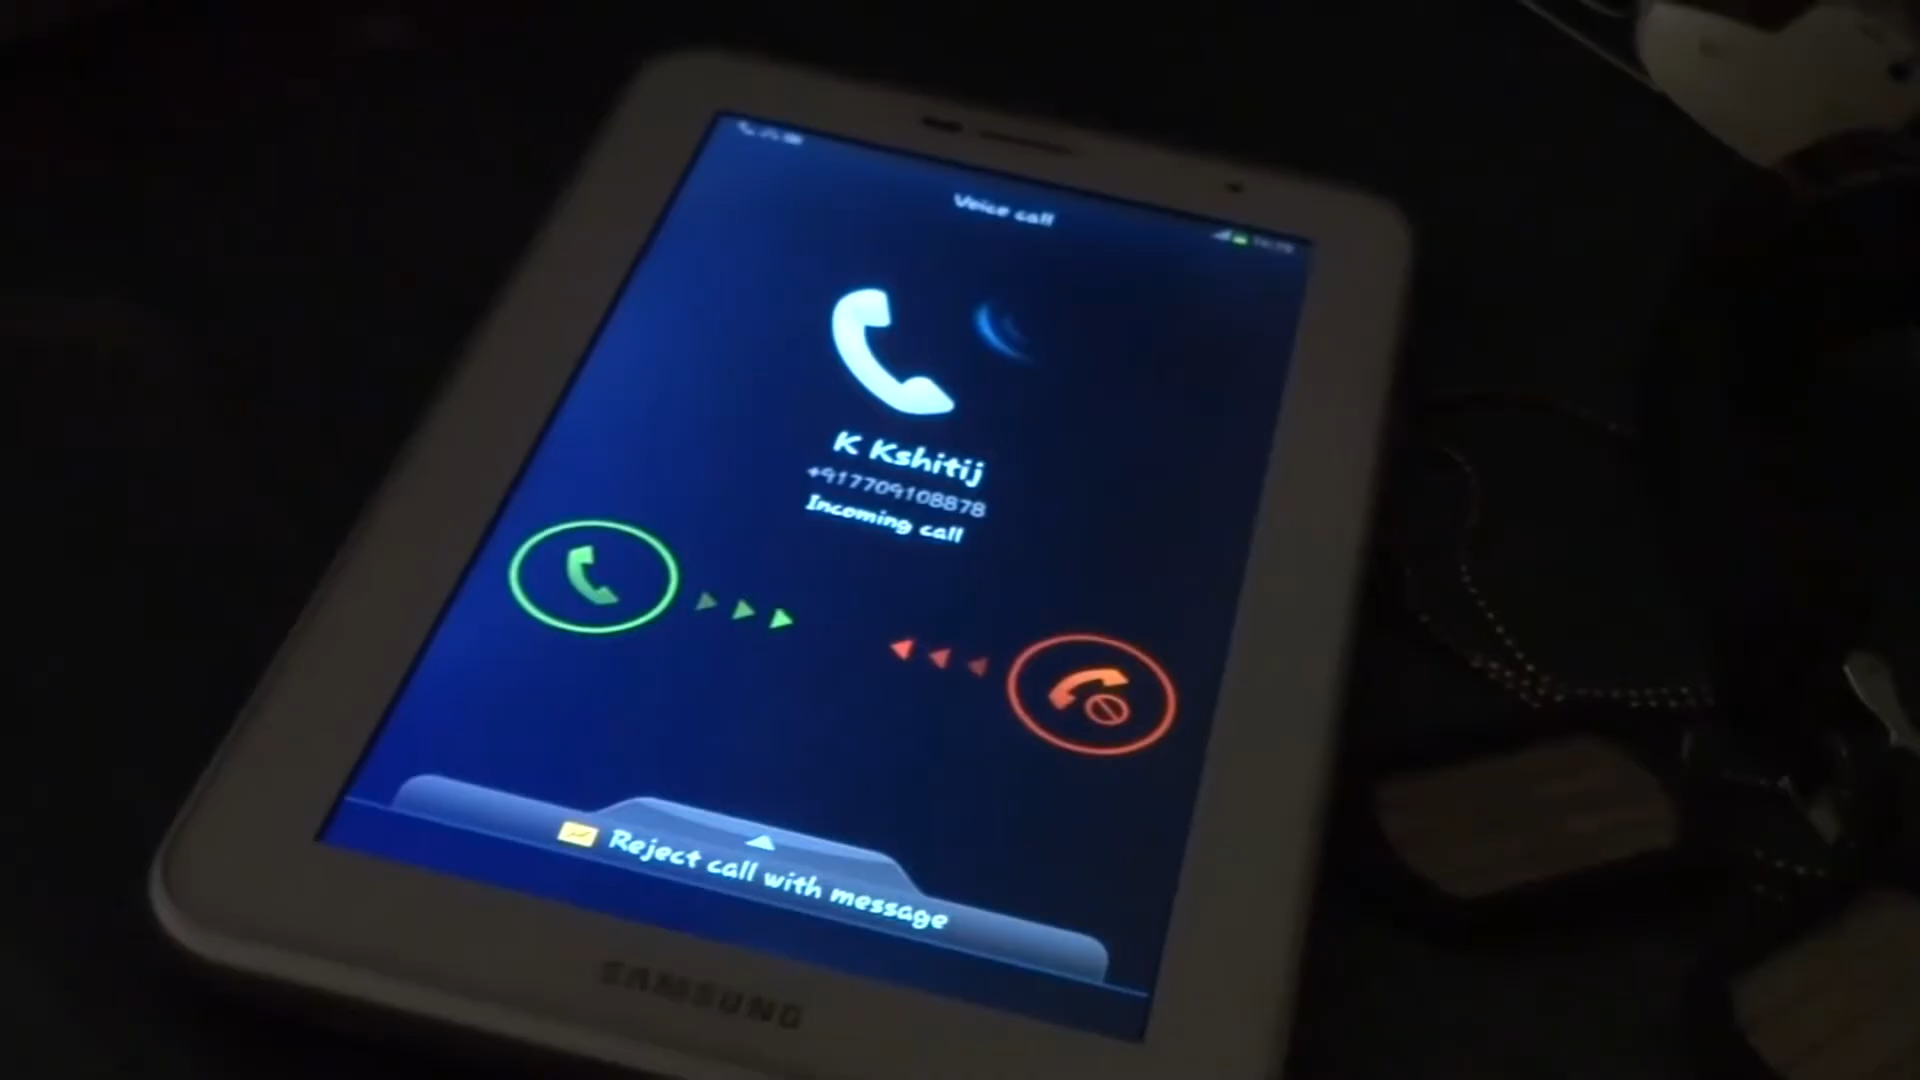 Voice call
K Kshitij
+917709108878
Incoming call
Reject call with message
SAMSUNG